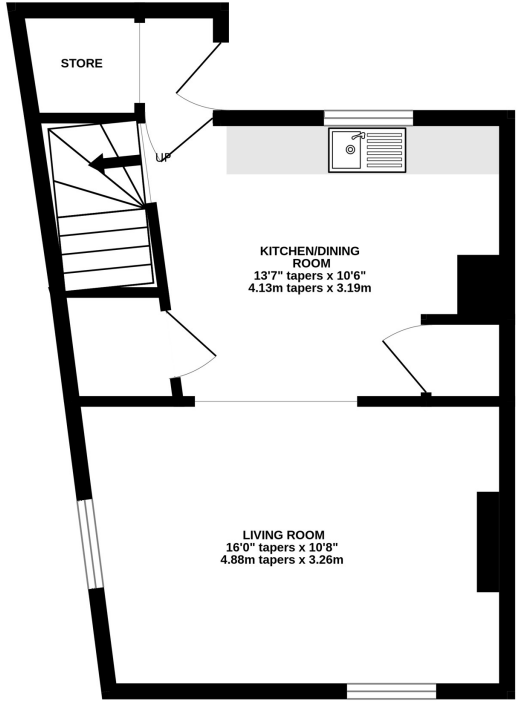 STORE
UP
KITCHEN/DINING
ROOM
13'7" tapers x 10'6"
4.13m tapers x 3.19m
LIVING ROOM
16'0" tapers x 10'8"
4.88m tapers x 3.26m